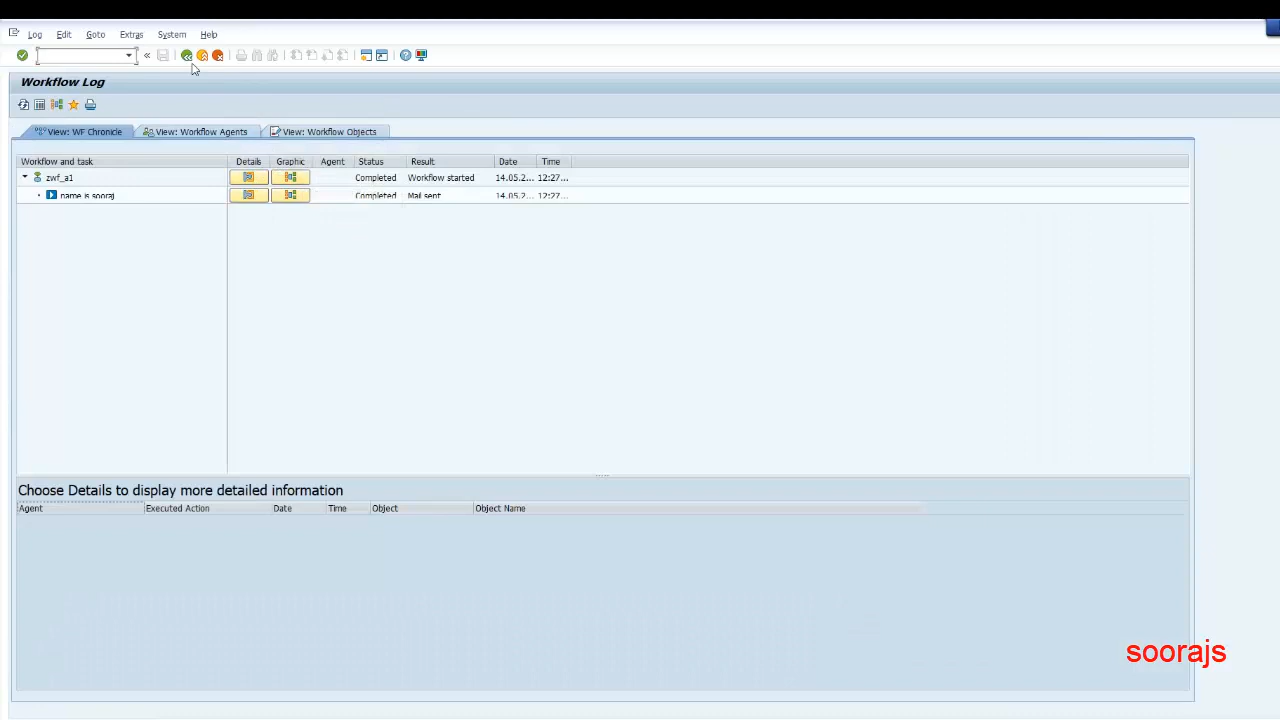 Log Edit Goto Extras System Help
«
Workflow Log
View: WF Chronicle View: Workflow Agents View: Workflow Objects
Workflow and task Details Graphic Agent Status Result Date Time
zwf_a1 Completed Workflow started 14.05.2... 12:27...
name is sooraj Completed Mail sent 14.05.2... 12:27...
Choose Details to display more detailed information
Agent Executed Action Date Time Object Object Name
soorajs